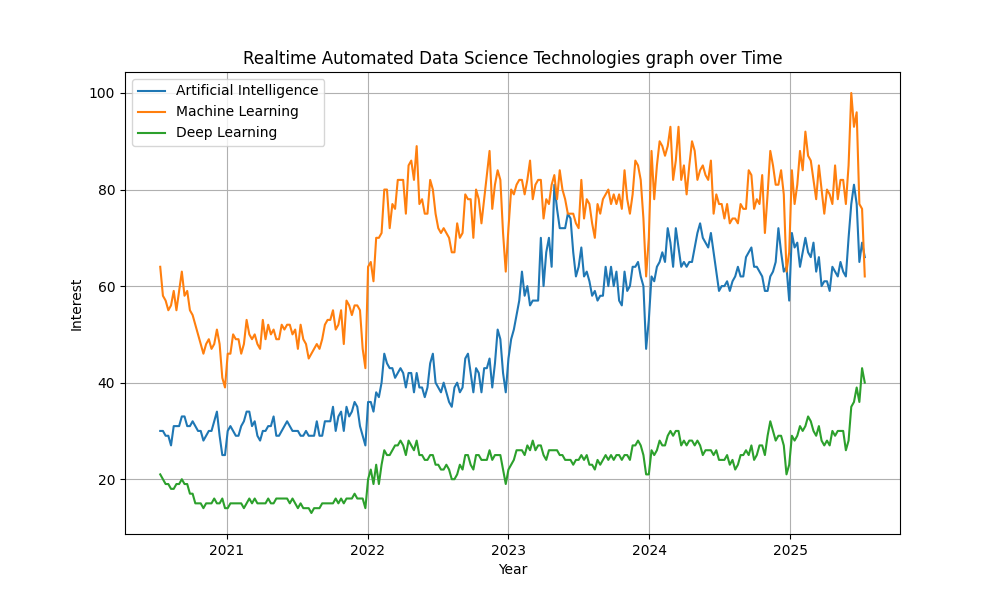 Realtime Automated Data Science Technologies graph over Time
Artificial Intelligence
Machine Learning
Deep Learning
100
80
60
40
20
Interest
2021 2022 2023 2024 2025
Year